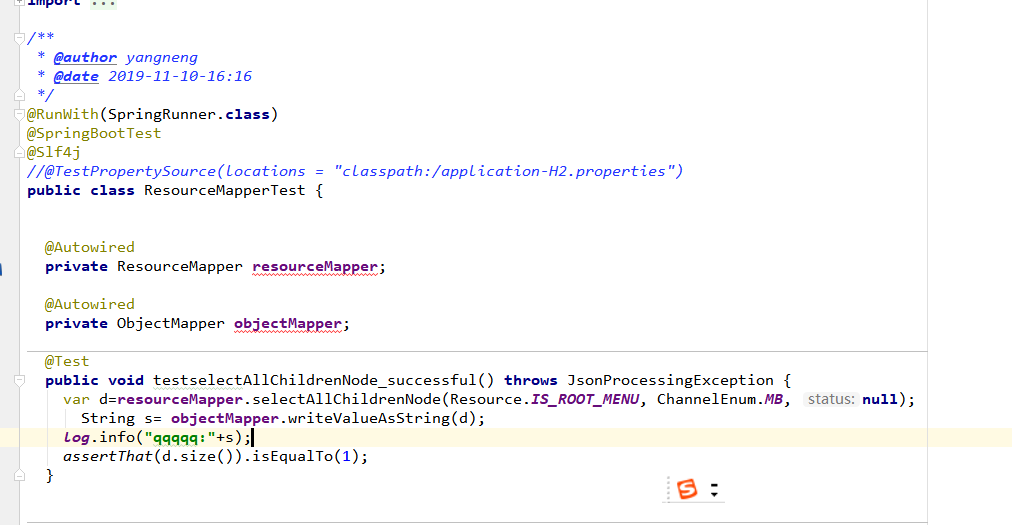 import ...
/**
 * @author yangneng
 * @date 2019-11-10-16:16
 */
@RunWith(SpringRunner.class)
@SpringBootTest
@Slf4j
//@TestPropertySource(locations = "classpath:/application-H2.properties")
public class ResourceMapperTest {
@Autowired
private ResourceMapper resourceMapper;
@Autowired
private ObjectMapper objectMapper;
@Test
public void testselectAllChildrenNode_successful() throws JsonProcessingException {
var d=resourceMapper.selectAllChildrenNode(Resource.IS_ROOT_MENU, ChannelEnum.MB, status: null);
String s= objectMapper.writeValueAsString(d);
log.info("qqqqq:"+s);
assertThat(d.size()).isEqualTo(1);
}